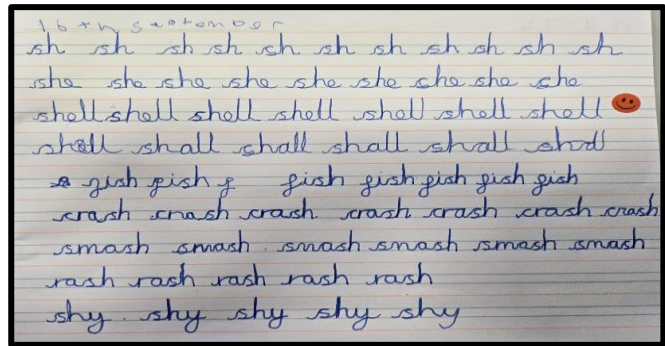 16th September
sh sh sh sh sh sh sh sh sh sh sh
she she she she she she she she she
shell shell shell shell shell shell shell
shall shall shall shall shall shall
fish fish f fish fish fish fish fish
crash crash crash crash crash crash crash
smash smash smash smash smash smash
rash rash rash rash rash
shy shy shy shy shy